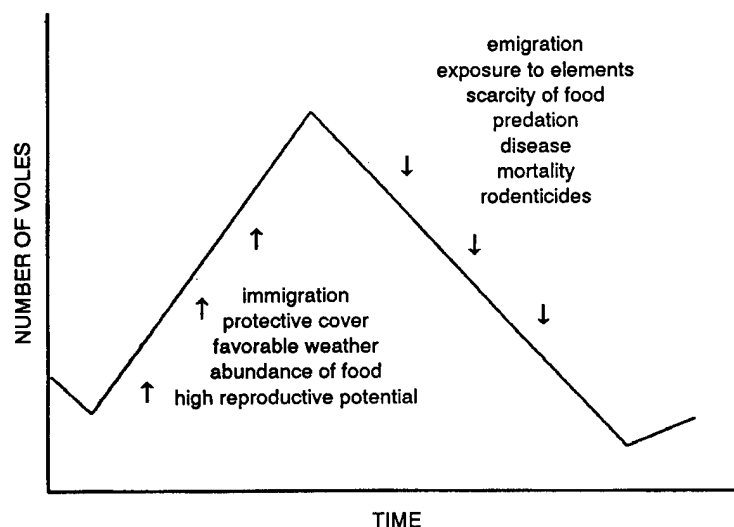 emigration
exposure to elements
scarcity of food
predation
disease
mortality
rodenticides
NUMBER OF VOLES
immigration
protective cover
favorable weather
abundance of food
high reproductive potential
TIME